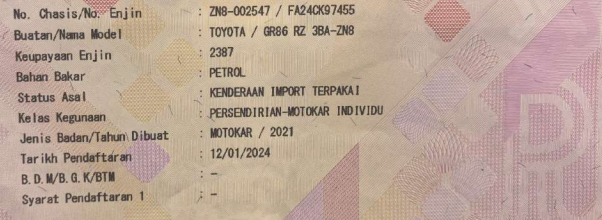 No. Chasis/No. Enjin : ZN8-002547 / FA24CK97455
Buatan/Nama Model : TOYOTA / GR86 RZ 3BA-ZN8
Keupayaan Enjin : 2387
Bahan Bakar : PETROL
Status Asal : KENDERAAN IMPORT TERPAKAI
Kelas Kegunaan : PERSENDIRIAN-MOTOKAR INDIVIDU
Jenis Badan/Tahun Dibuat : MOTOKAR / 2021
Tarikh Pendaftaran : 12/01/2024
B.D.M/B.G.K/BTM : -
Syarat Pendaftaran 1 : -